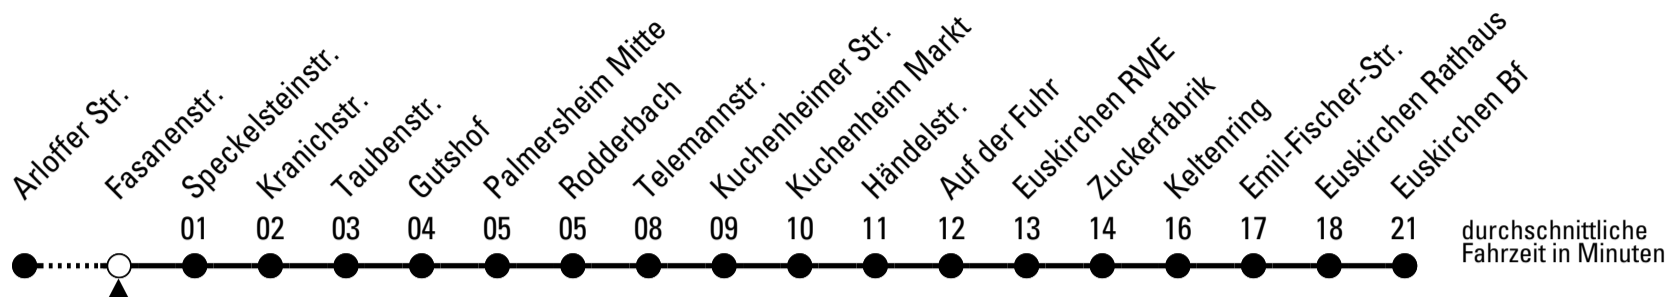 Arloffer Str.
Fasanenstr.
Speckelsteinstr.
Kranichstr.
Taubenstr.
Gutshof
Palmersheim Mitte
Rodderbach
Telemannstr.
Kuchenheimer Str.
Kuchenheim Markt
Händelstr.
Auf der Fuhr
Euskirchen RWE
Zuckerfabrik
Keltenring
Emil-Fischer-Str.
Euskirchen Rathaus
Euskirchen Bf
01 02 03 04 05 05 08 09 10 11 12 13 14 16 17 18 21
durchschnittliche
Fahrzeit in Minuten